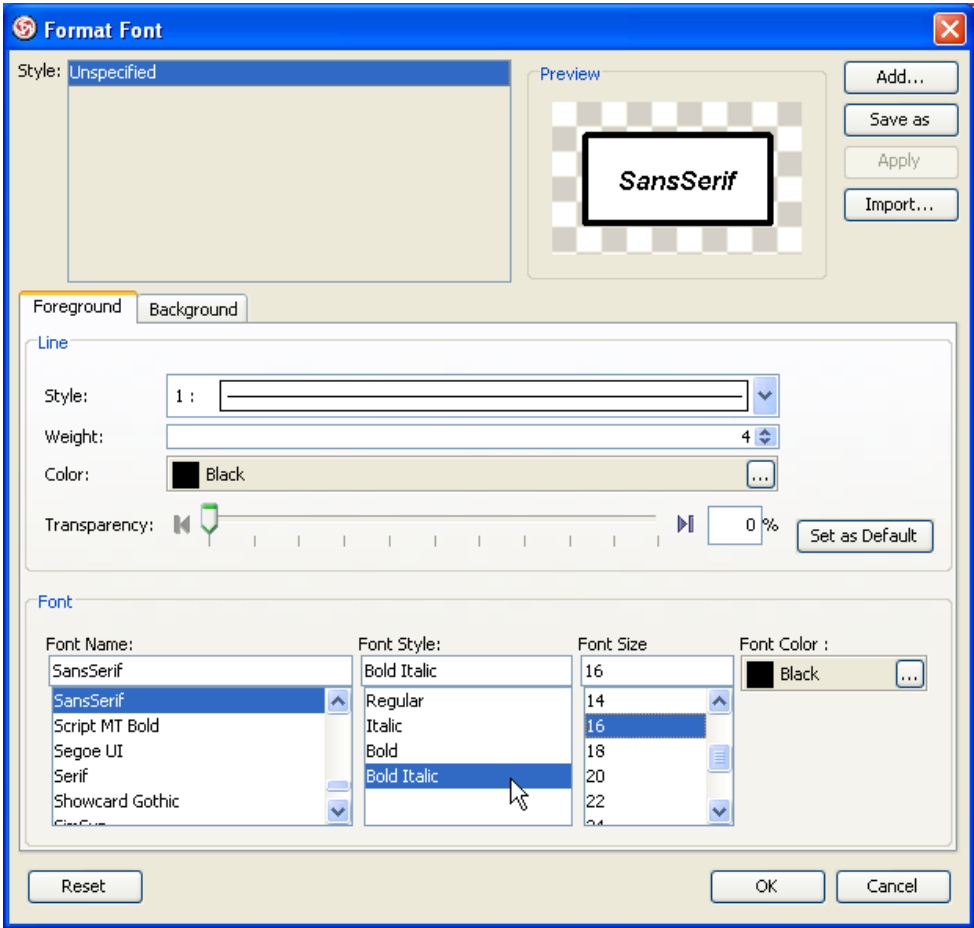 Format Font
Style: Unspecified
Preview
SansSerif
Add...
Save as
Apply
Import...
Foreground Background
Line
Style: 1 :
Weight: 4
Color: Black ...
Transparency: 0 %
Set as Default
Font
Font Name: Font Style: Font Size Font Color :
SansSerif Bold Italic 16 Black ...
SansSerif Regular 14
Script MT Bold Italic 16
Segoe UI Bold 18
Serif Bold Italic 20
Showcard Gothic 22
SimSun 24
Reset OK Cancel